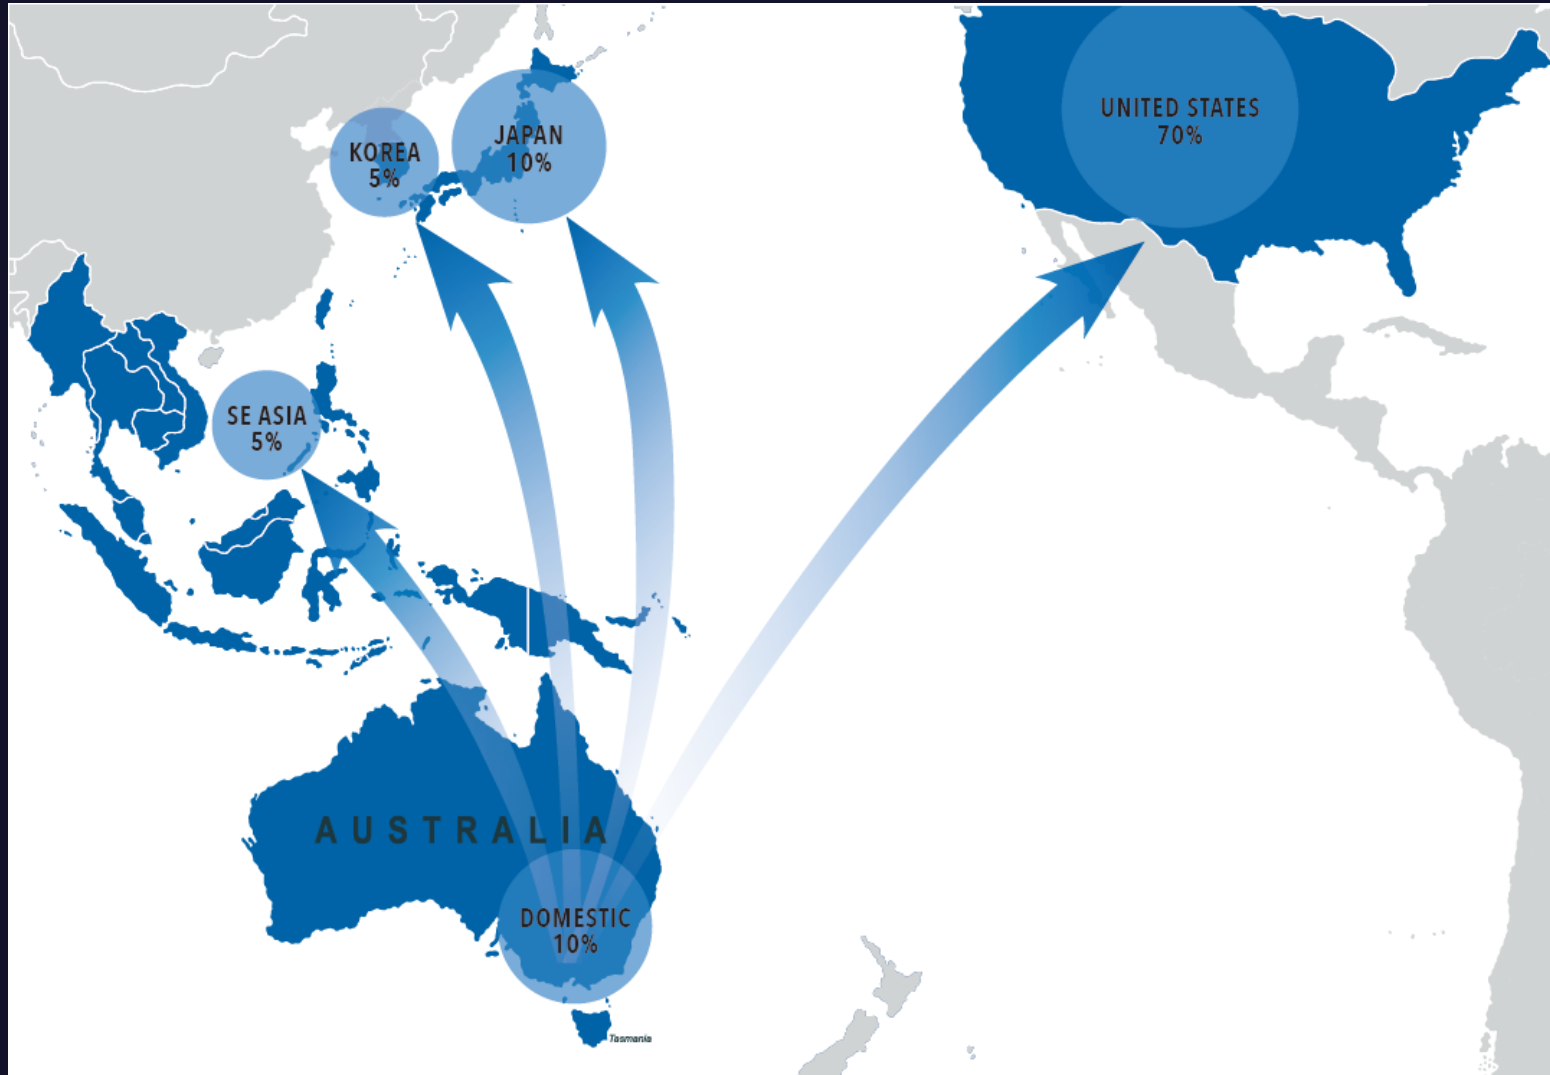 UNITED STATES
70%
JAPAN
10%
KOREA
5%
SE ASIA
5%
AUSTRALIA
DOMESTIC
10%
Tasmania